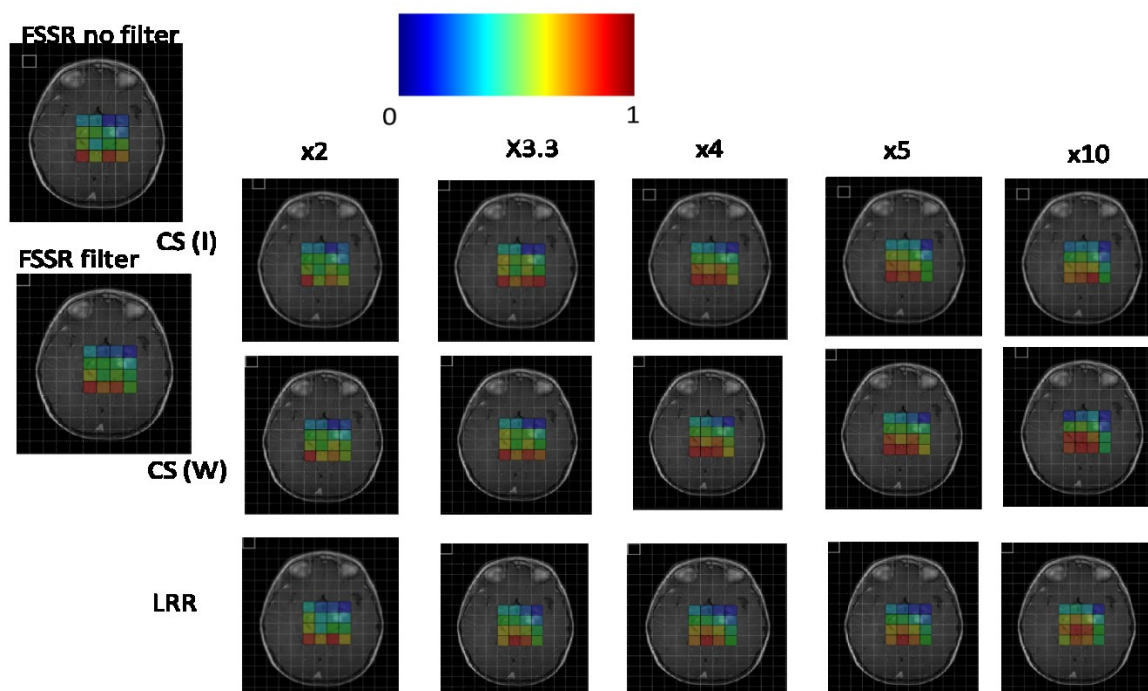 FSSR no filter
0
1
x2
X3.3
x4
x5
x10
CS (I)
FSSR filter
CS (W)
LRR